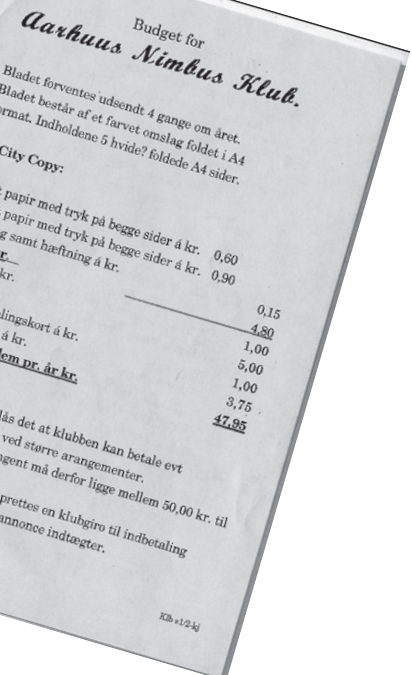 Budget for
Aarhuus Nimbus Klub.
Bladet forventes udsendt 4 gange om året.
Bladet består af et farvet omslag foldet i A4
ormat. Indholdene 5 hvide? foldede A4 sider.
City Copy:
t papir med tryk på begge sider á kr. 0,60
papir med tryk på begge sider á kr. 0,90
g samt hæftning á kr. 0,15
r. 4,80
kr. 1,00
5,00
lingskort á kr. 1,00
á kr. 3,75
lem pr. år kr. 47,95
lås det at klubben kan betale evt
ved større arangementer.
ngent må derfor ligge mellem 50,00 kr. til
prettes en klubgiro til indbetaling
annonce indtægter.